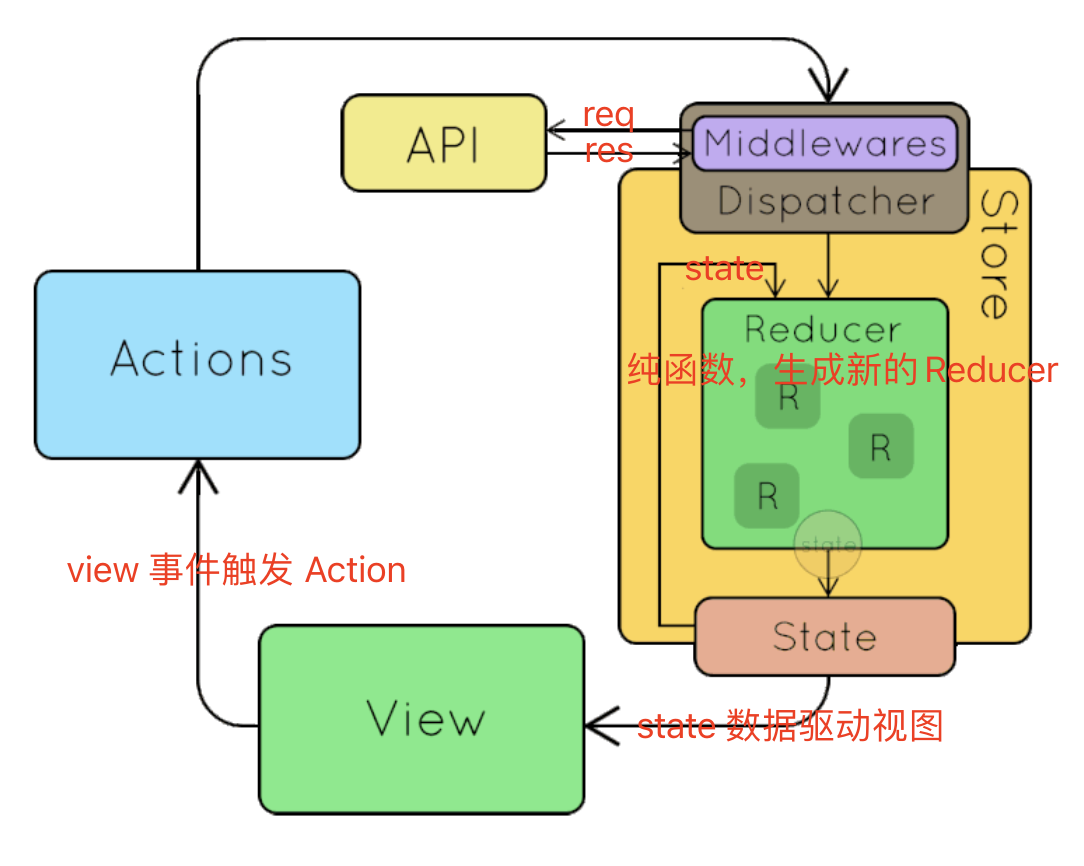 API
req
res
Middlewares
Dispatcher
Store
state
Reducer
纯函数，生成新的 Reducer
Actions
R
R
R
state
view 事件触发 Action
State
View
state 数据驱动视图